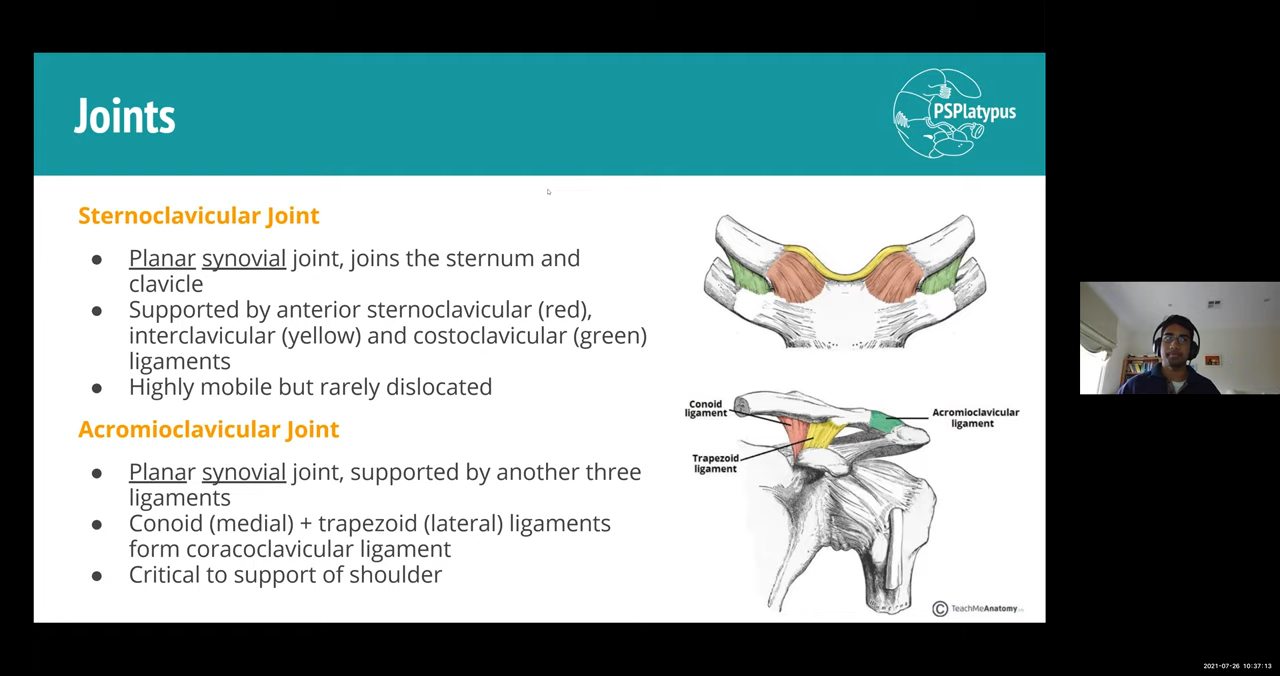 Joints
PSPlatypus
Sternoclavicular Joint
● Planar synovial joint, joins the sternum and
clavicle
● Supported by anterior sternoclavicular (red),
interclavicular (yellow) and costoclavicular (green)
ligaments
● Highly mobile but rarely dislocated
Acromioclavicular Joint
● Planar synovial joint, supported by another three
ligaments
● Conoid (medial) + trapezoid (lateral) ligaments
form coracoclavicular ligament
● Critical to support of shoulder
Conoid
ligament
Trapezoid
ligament
Acromioclavicular
ligament
© TeachMeAnatomy
2021-07-26 10:37:13